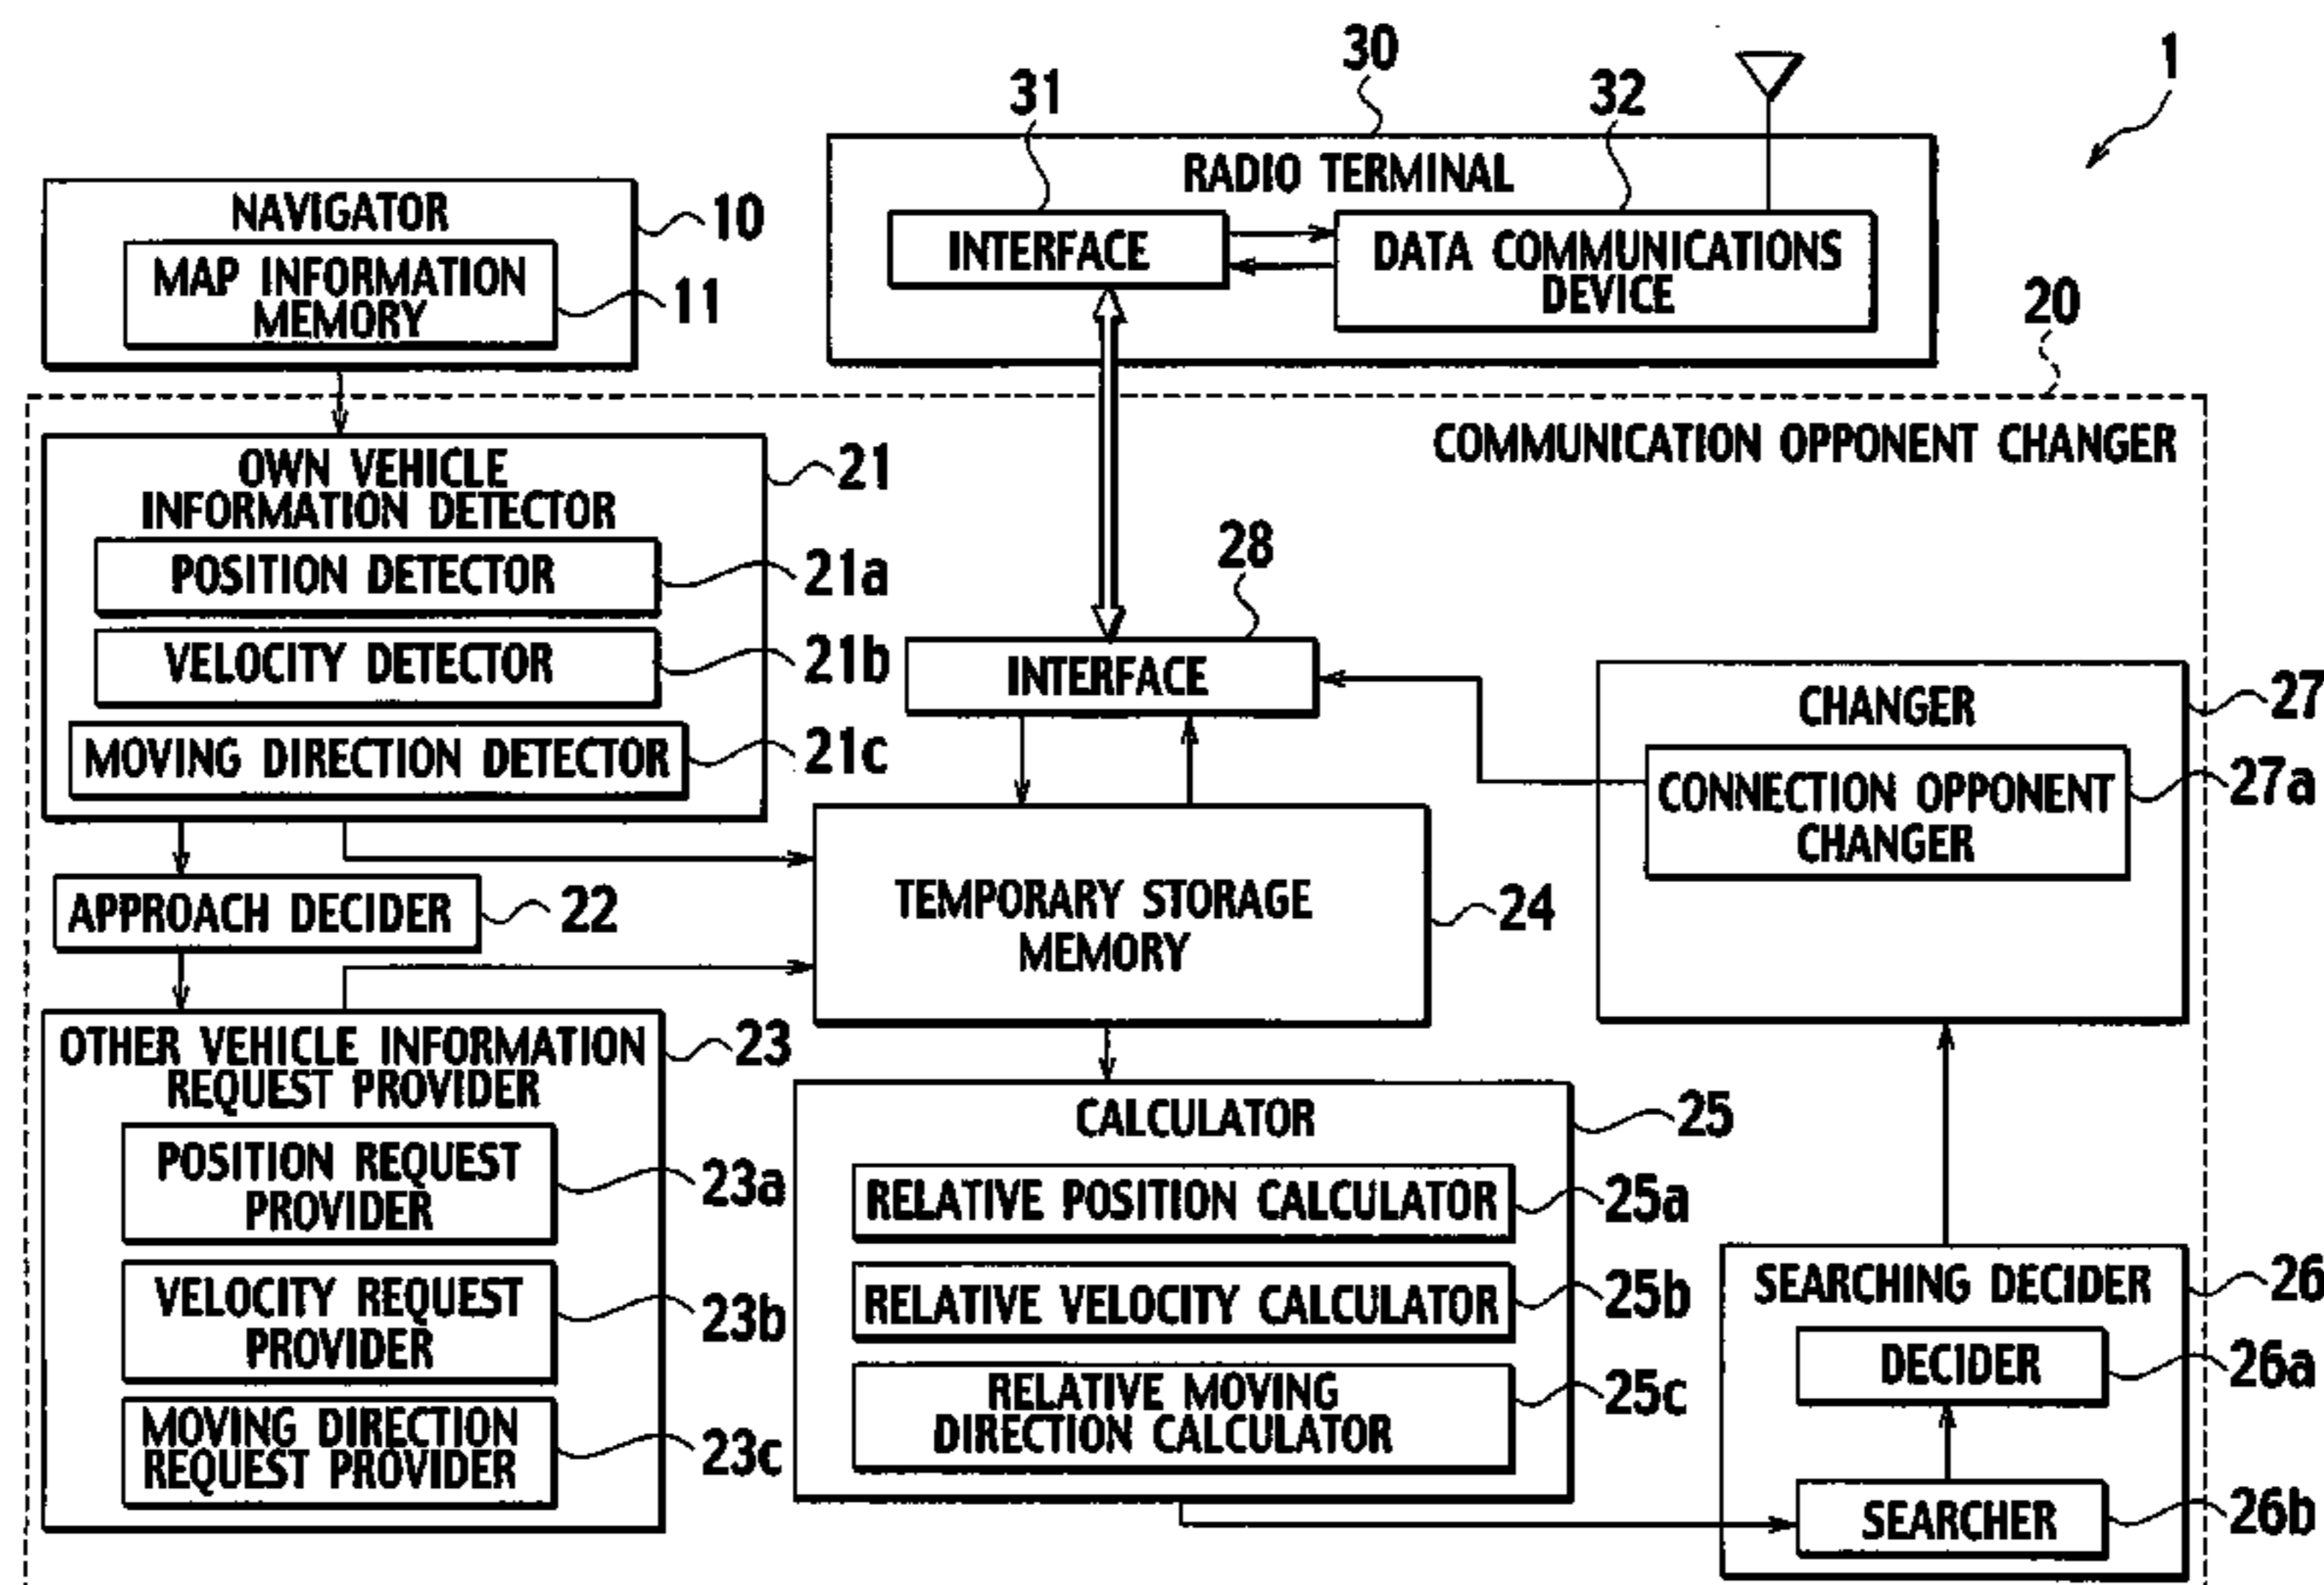 1
30
31
32
RADIO TERMINAL
INTERFACE
DATA COMMUNICATIONS
DEVICE
NAVIGATOR
10
MAP INFORMATION
MEMORY
11
20
COMMUNICATION OPPONENT CHANGER
OWN VEHICLE
INFORMATION DETECTOR
21
POSITION DETECTOR
21a
VELOCITY DETECTOR
21b
MOVING DIRECTION DETECTOR
21c
28
INTERFACE
CHANGER
27
CONNECTION OPPONENT
CHANGER
27a
APPROACH DECIDER
22
TEMPORARY STORAGE
MEMORY
24
OTHER VEHICLE INFORMATION
REQUEST PROVIDER
23
POSITION REQUEST
PROVIDER
23a
VELOCITY REQUEST
PROVIDER
23b
MOVING DIRECTION
REQUEST PROVIDER
23c
CALCULATOR
25
RELATIVE POSITION CALCULATOR
25a
RELATIVE VELOCITY CALCULATOR
25b
RELATIVE MOVING
DIRECTION CALCULATOR
25c
SEARCHING DECIDER
26
DECIDER
26a
SEARCHER
26b